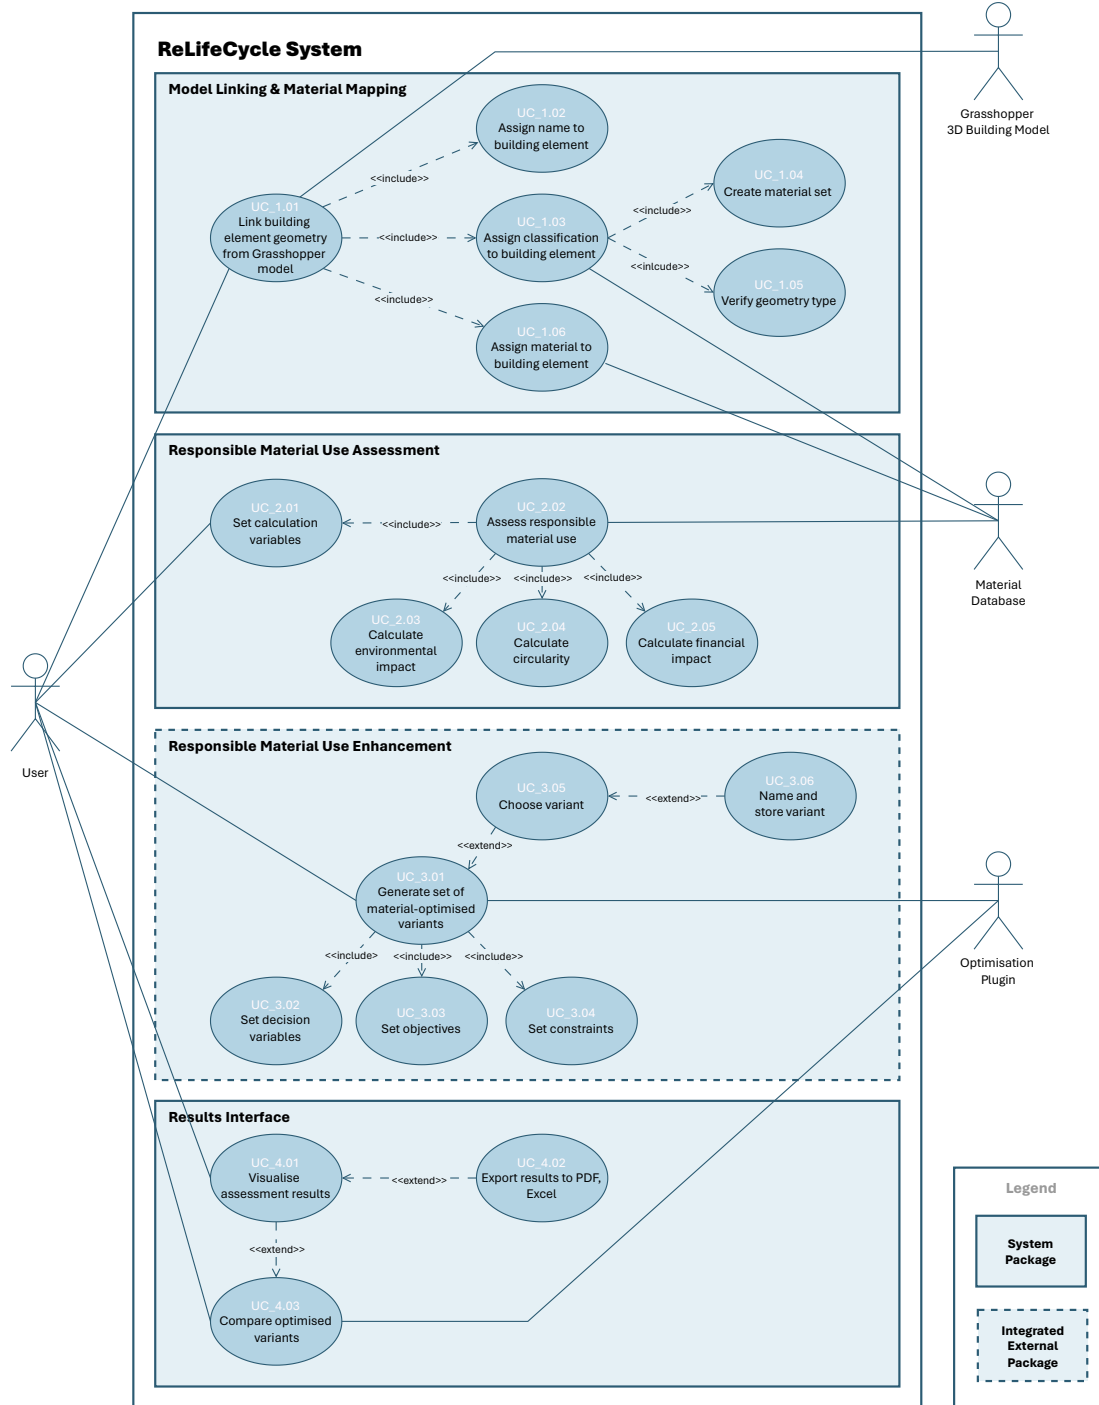 ReLifeCycle System
Model Linking & Material Mapping
Grasshopper
3D Building Model
UC_1.02
Assign name to
building element
<<include>>
UC_1.04
Create material set
<<include>>
UC_1.01
Link building
element geometry
from Grasshopper
model
<<include>>
UC_1.03
Assign classification
to building element
<<inlcude>>
UC_1.05
Verify geometry type
<<include>>
UC_1.06
Assign material to
building element
Responsible Material Use Assessment
UC_2.01
Set calculation
variables
<<include>>
UC_2.02
Assess responsible
material use
Material
Database
<<include>>
<<include>>
<<include>>
UC_2.03
Calculate
environmental
impact
UC_2.04
Calculate
circularity
UC_2.05
Calculate financial
impact
User
Responsible Material Use Enhancement
UC_3.05
Choose variant
<<extend>>
UC_3.06
Name and
store variant
<<extend>>
UC_3.01
Generate set of
material-optimised
variants
Optimisation
Plugin
<<include>
<<include>>
<<include>>
UC_3.02
Set decision
variables
UC_3.03
Set objectives
UC_3.04
Set constraints
Results Interface
UC_4.01
Visualise
assessment results
<<extend>>
UC_4.02
Export results to PDF,
Excel
<<extend>>
UC_4.03
Compare optimised
variants
Legend
System
Package
Integrated
External
Package